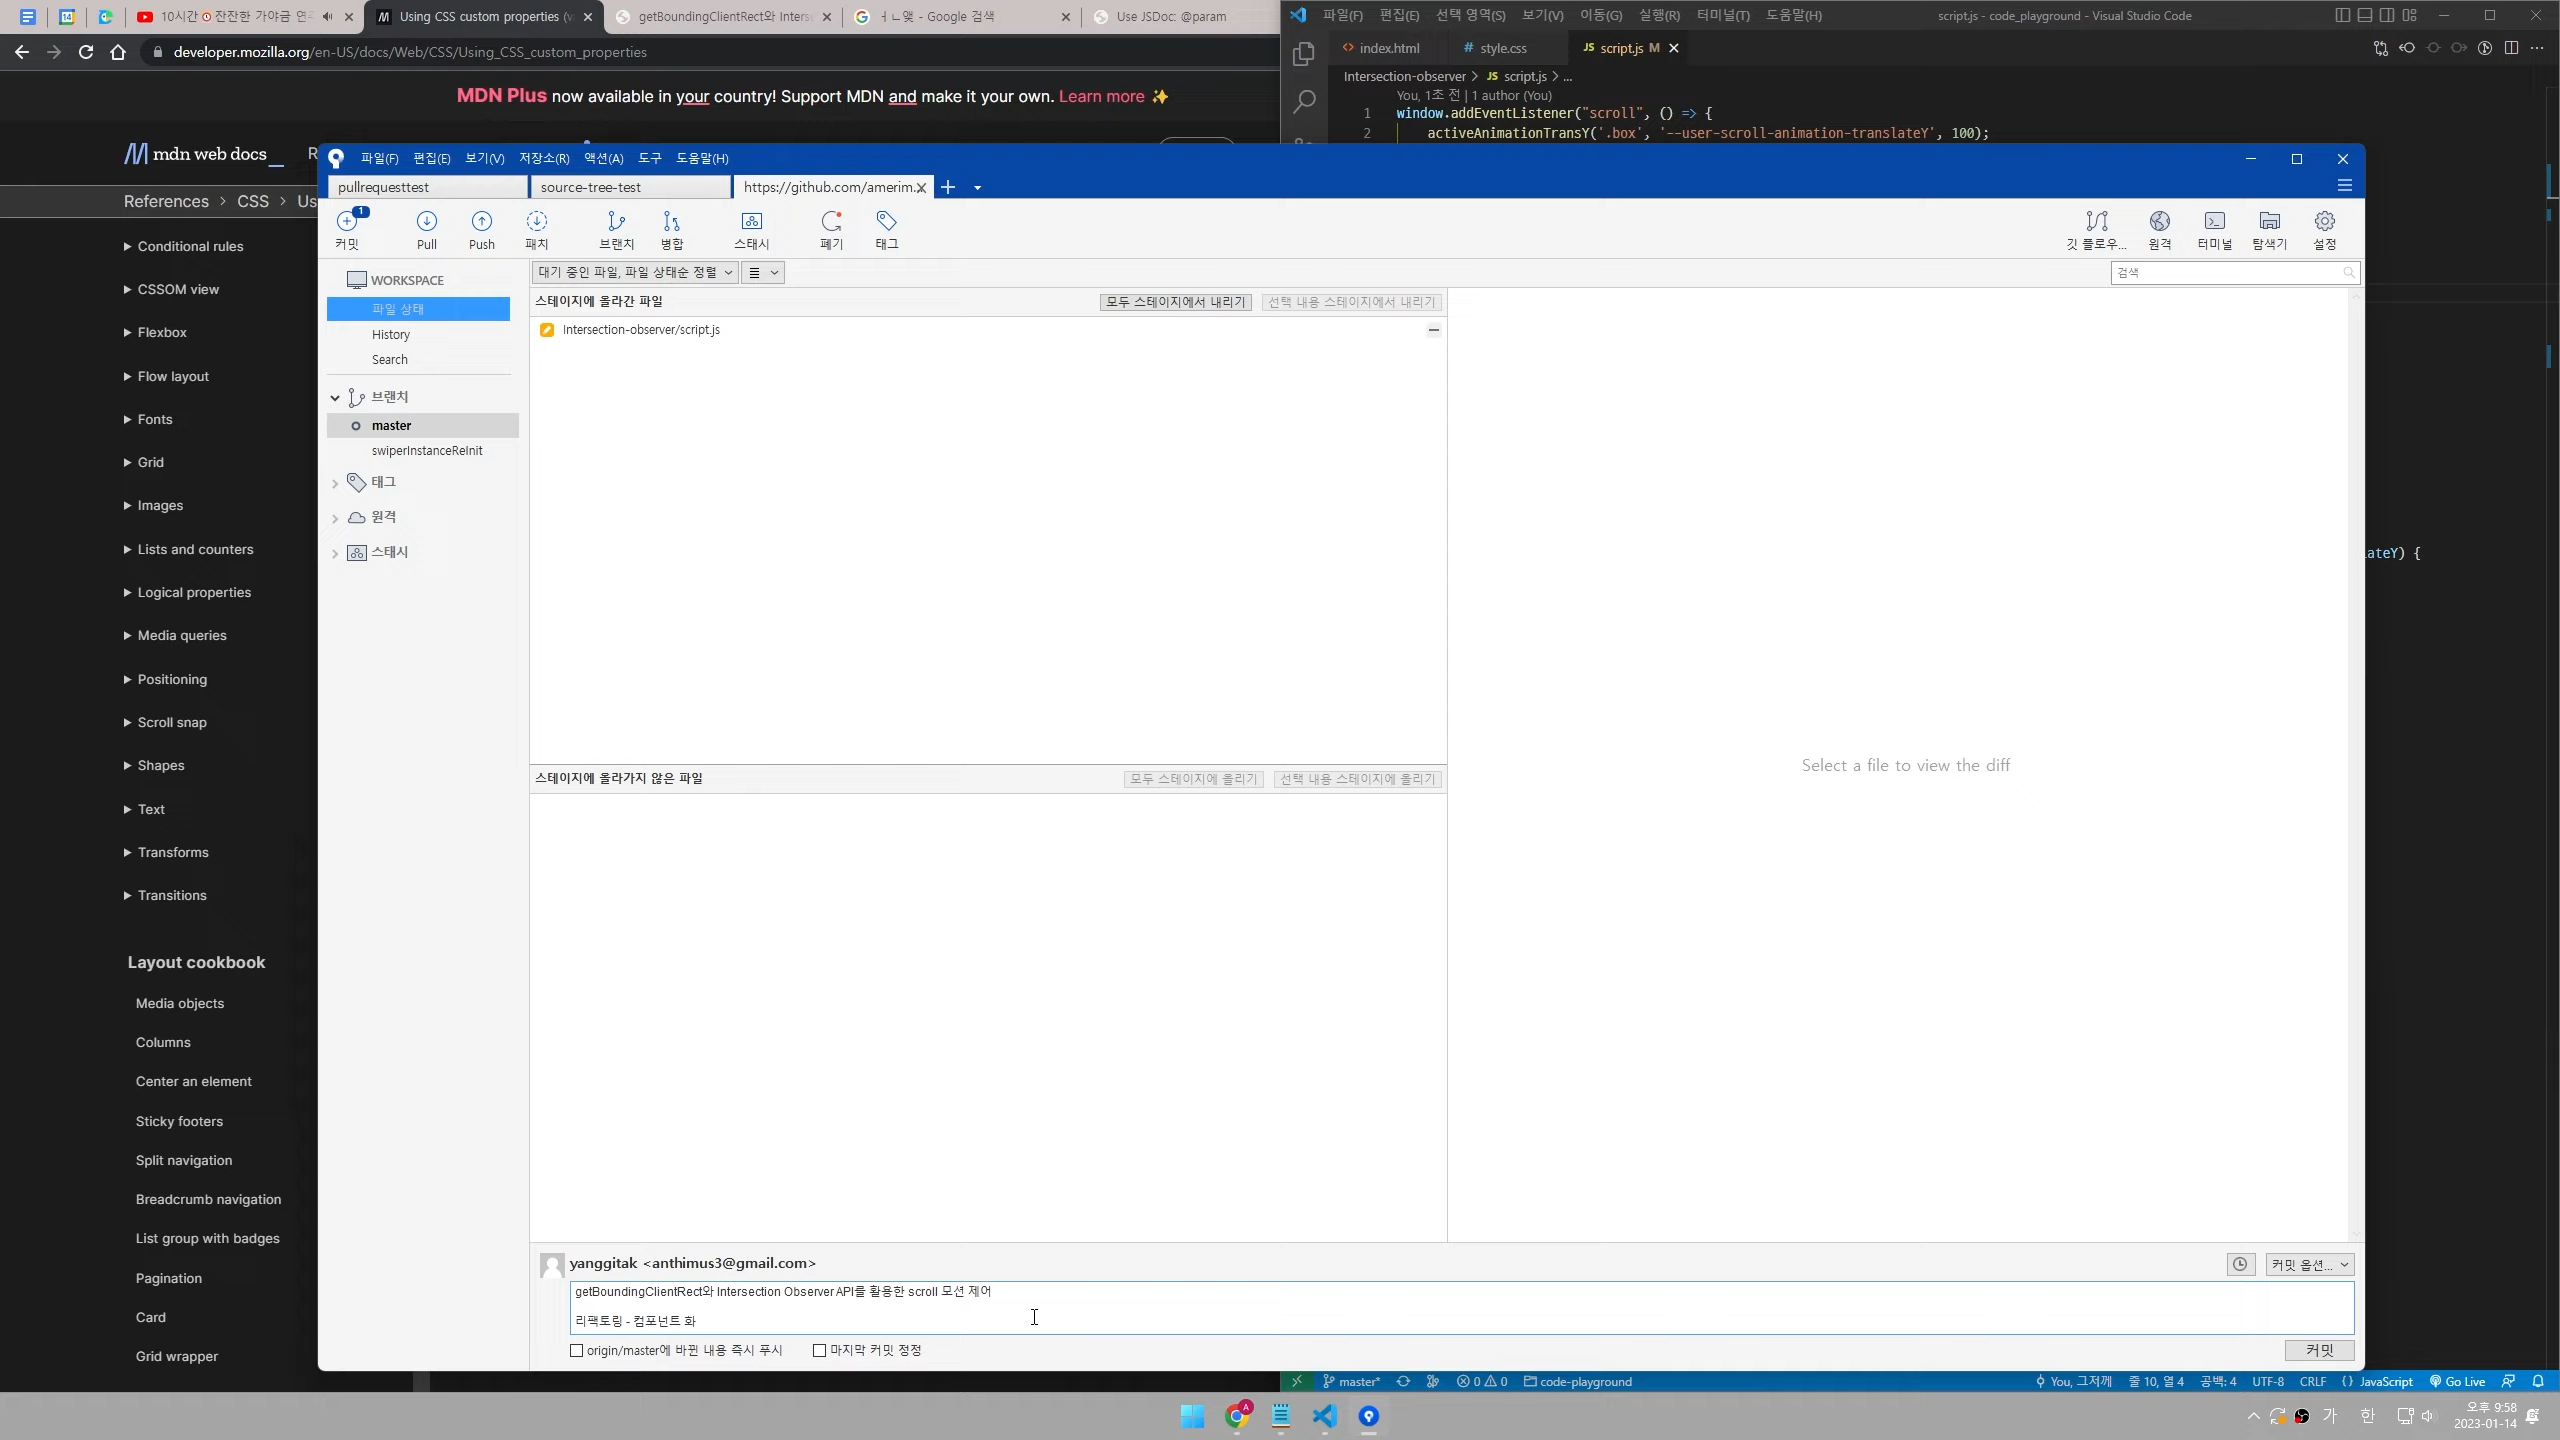 10시간
잔잔한 가야금 연주
Using CSS custom properties (v
getBoundingClientRect와 Inters
ㅓㄴ앷 - Google 검색
Use JSDoc: @param
developer.mozilla.org/en-US/docs/Web/CSS/Using_CSS_custom_properties
MDN Plus now available in your country! Support MDN and make it your own. Learn more ✨
mdn web docs_
R
References > CSS > Us
Conditional rules
CSSOM view
Flexbox
Flow layout
Fonts
Grid
Images
Lists and counters
Logical properties
Media queries
Positioning
Scroll snap
Shapes
Text
Transforms
Transitions
Layout cookbook
Media objects
Columns
Center an element
Sticky footers
Split navigation
Breadcrumb navigation
List group with badges
Pagination
Card
Grid wrapper
파일(F) 편집(E) 선택 영역(S) 보기(V) 이동(G) 실행(R) 터미널(T) 도움말(H)
script.js - code_playground - Visual Studio Code
index.html
style.css
script.js M
Intersection-observer > script.js > ...
You, 1초 전 | 1 author (You)
1 window.addEventListener("scroll", () => {
2 activeAnimationTransY('.box', '--user-scroll-animation-translateY', 100);
ateY) {
파일(F) 편집(E) 보기(V) 저장소(R) 액션(A) 도구 도움말(H)
pullrequesttest
source-tree-test
https://github.com/amerim.
1
커밋 Pull Push 패치 브랜치 병합 스태시 폐기 태그
깃 플로우... 원격 터미널 탐색기 설정
대기 중인 파일, 파일 상태순 정렬
검색
WORKSPACE
파일 상태
History
Search
브랜치
master
swiperInstanceReInit
태그
원격
스태시
스테이지에 올라간 파일
모두 스테이지에서 내리기
선택 내용 스테이지에서 내리기
Intersection-observer/script.js
스테이지에 올라가지 않은 파일
모두 스테이지에 올리기
선택 내용 스테이지에 올리기
Select a file to view the diff
yanggitak <anthimus3@gmail.com>
커밋 옵션...
getBoundingClientRect와 Intersection Observer API를 활용한 scroll 모션 제어
리팩토링 - 컴포넌트 화
origin/master에 바뀐 내용 즉시 푸시
마지막 커밋 정정
커밋
master*
0 0
code-playground
You, 그저께
줄 10, 열 4
공백: 4
UTF-8
CRLF
JavaScript
Go Live
가
한
오후 9:58
2023-01-14